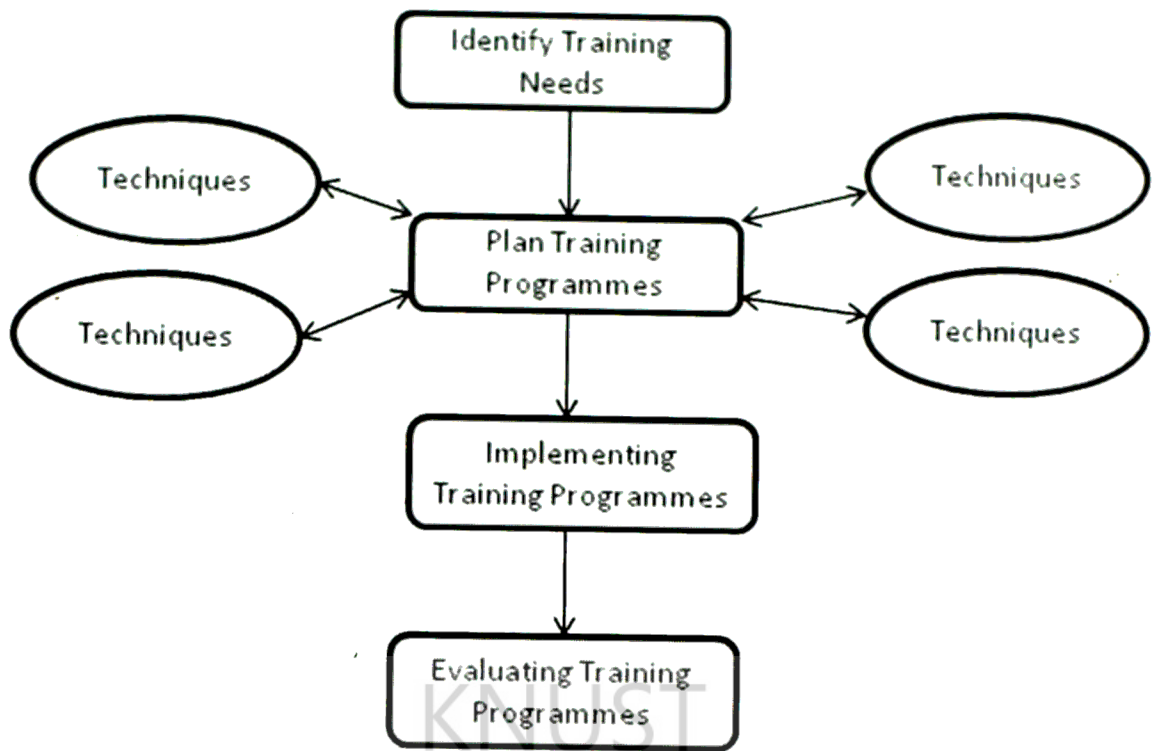 Identify Training
Needs
Techniques
Techniques
Plan Training
Programmes
Techniques
Techniques
Implementing
Training Programmes
Evaluating Training
Programmes
KNUST